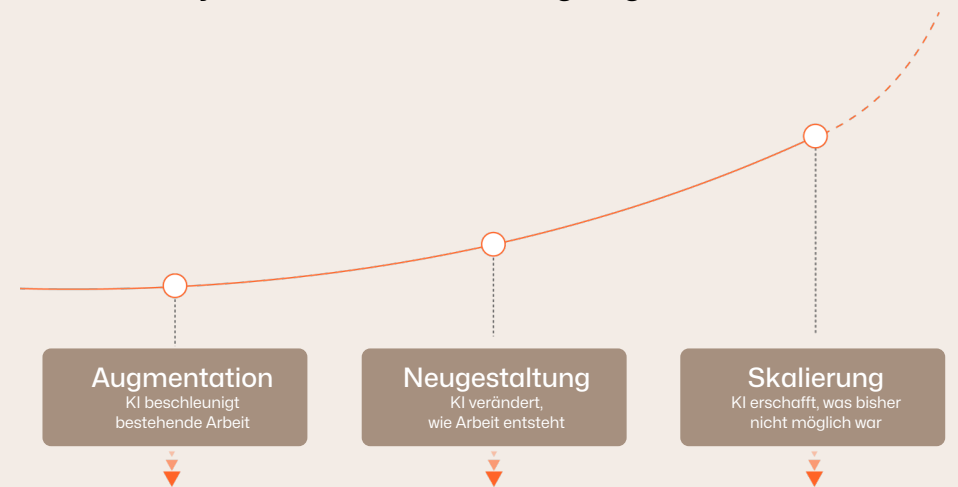 Augmentation
KI beschleunigt
bestehende Arbeit
Neugestaltung
KI verändert,
wie Arbeit entsteht
Skalierung
KI erschafft, was bisher
nicht möglich war